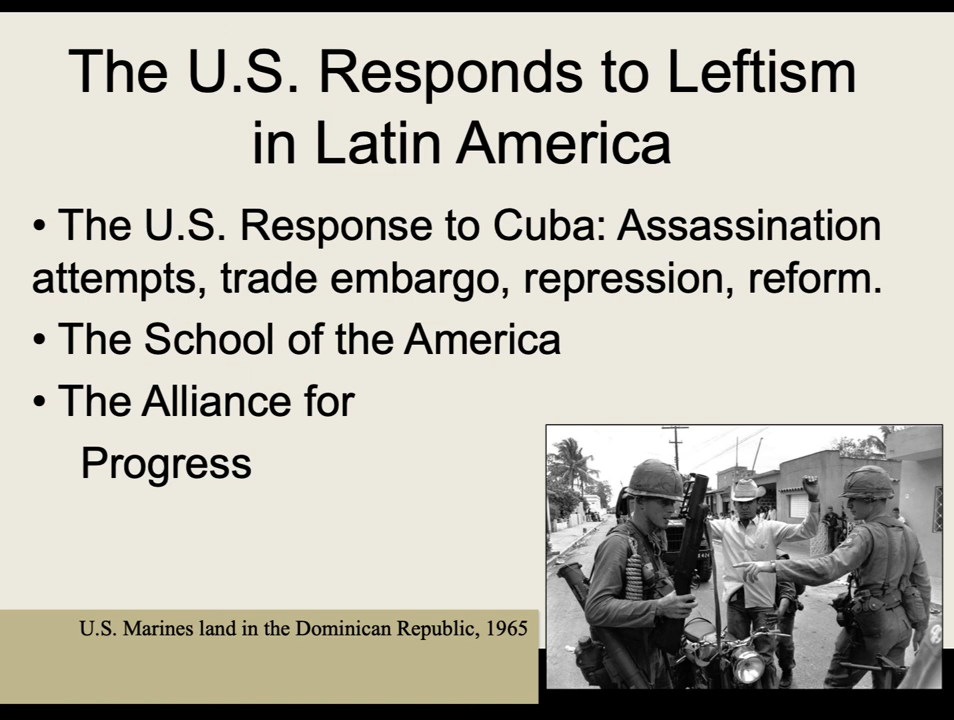 The U.S. Responds to Leftism
in Latin America
• The U.S. Response to Cuba: Assassination
attempts, trade embargo, repression, reform.
• The School of the America
• The Alliance for
Progress
U.S. Marines land in the Dominican Republic, 1965